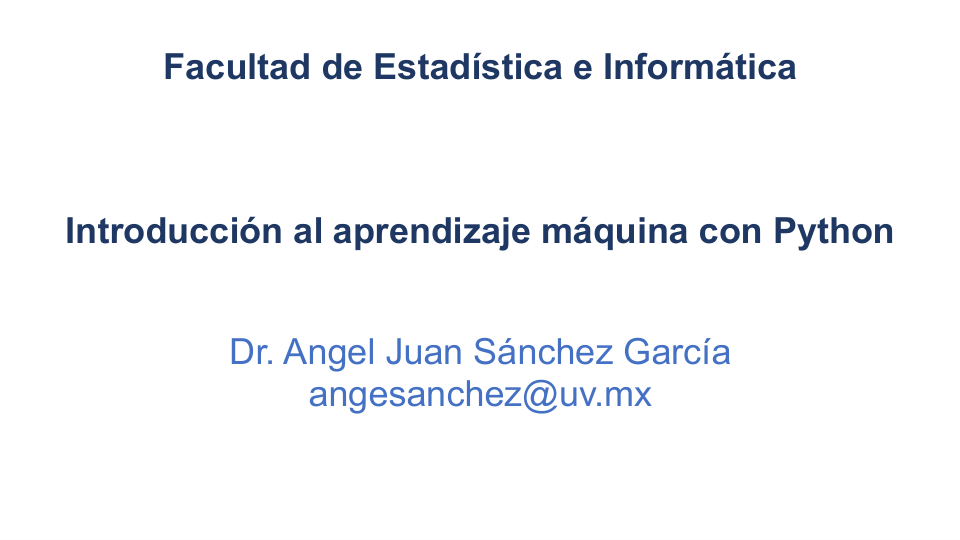 Facultad de Estadística e Informática
Introducción al aprendizaje máquina con Python
Dr. Angel Juan Sánchez García
angesanchez@uv.mx